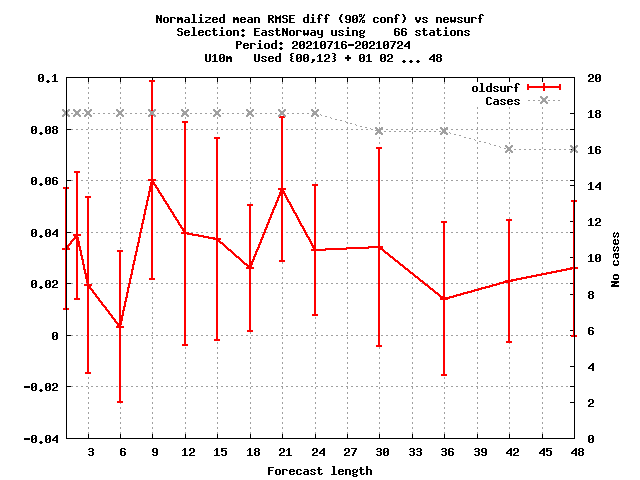 Normalized mean RMSE diff (90% conf) vs newsurf
Selection: EastNorway using    66 stations
Period: 20210716-20210724
U10m   Used {00,12} + 01 02 ... 48
oldsurf
Cases
0.1
0.08
0.06
0.04
0.02
0
-0.02
-0.04
20
18
16
14
12
10
8
6
4
2
0
No cases
3 6 9 12 15 18 21 24 27 30 33 36 39 42 45 48
Forecast length